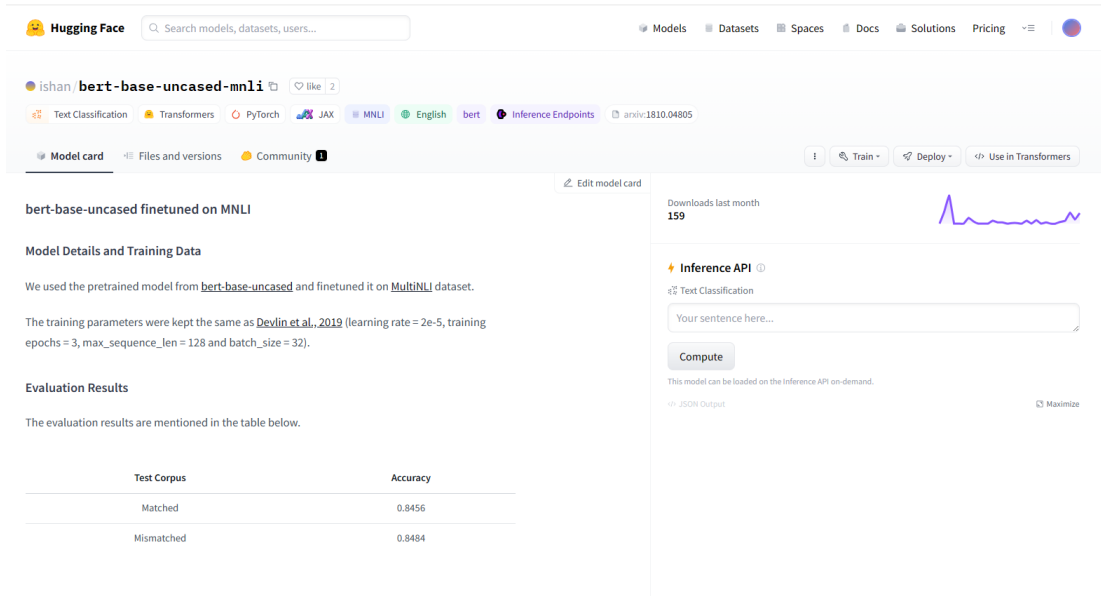 Hugging Face
Search models, datasets, users...
Models
Datasets
Spaces
Docs
Solutions
Pricing
ishan/bert-base-uncased-mnli
like 2
Text Classification
Transformers
PyTorch
JAX
MNLI
English
bert
Inference Endpoints
arxiv:1810.04805
Model card
Files and versions
Community 1
Train
Deploy
</> Use in Transformers
Edit model card
bert-base-uncased finetuned on MNLI
Model Details and Training Data
We used the pretrained model from bert-base-uncased and finetuned it on MultiNLI dataset.
The training parameters were kept the same as Devlin et al., 2019 (learning rate = 2e-5, training
epochs = 3, max_sequence_len = 128 and batch_size = 32).
Evaluation Results
The evaluation results are mentioned in the table below.
Test Corpus Accuracy
Matched 0.8456
Mismatched 0.8484
Downloads last month
159
Inference API
Text Classification
Your sentence here...
Compute
This model can be loaded on the Inference API on-demand.
</> JSON Output
Maximize